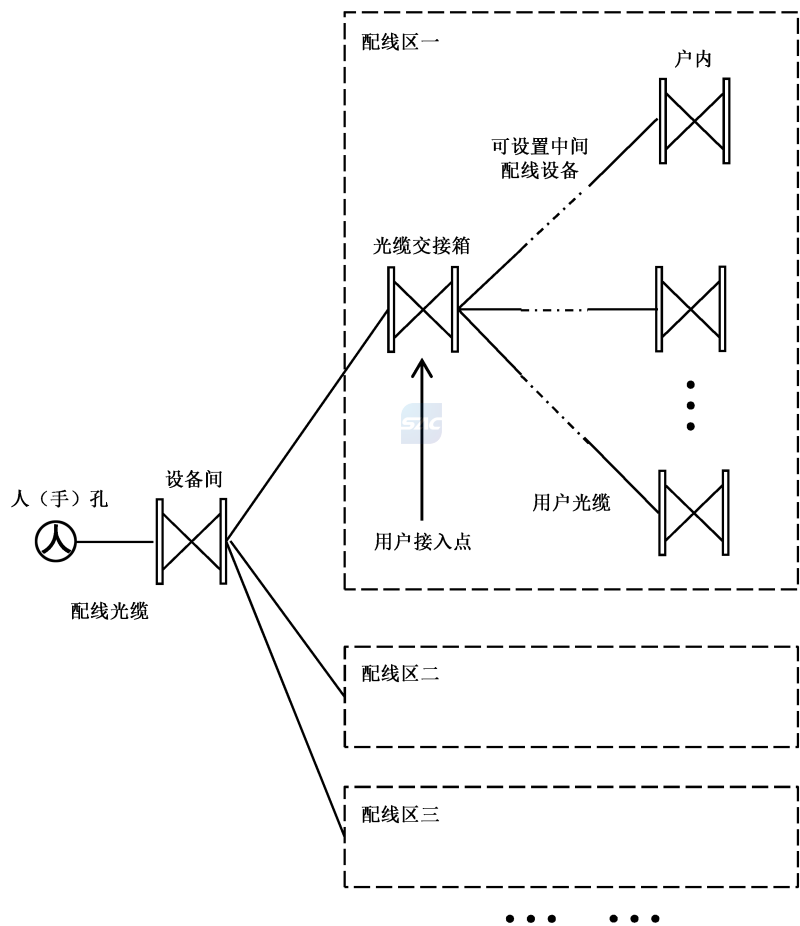 配线区一
户内
可设置中间
配线设备
光缆交接箱
SAC
设备间
人（手）孔
人
用户光缆
用户接入点
配线光缆
配线区二
配线区三